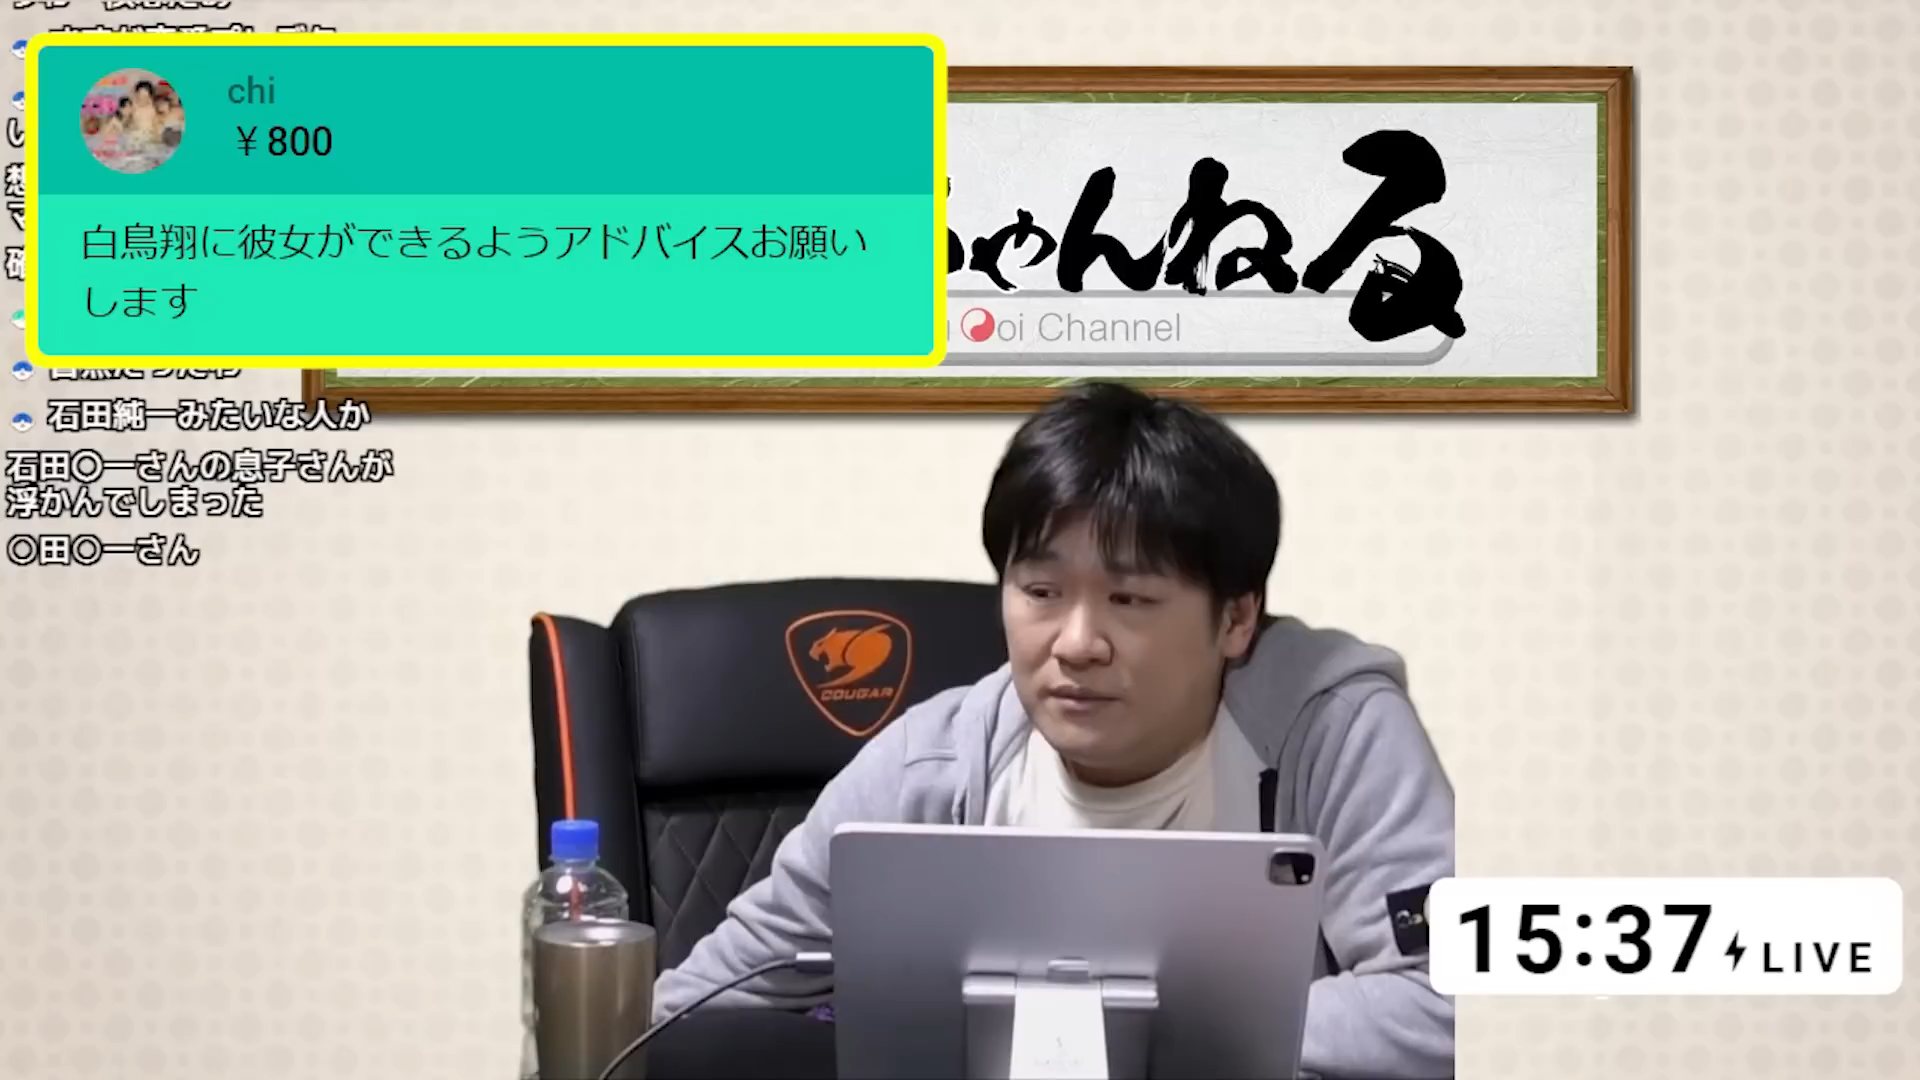 chi
￥800
白鳥翔に彼女ができるようアドバイスお願い
します
ちゃんねる
oi Channel
石田純一みたいな人か
石田〇一さんの息子さんが
浮かんでしまった
〇田〇一さん
COUGAR
15:37 LIVE